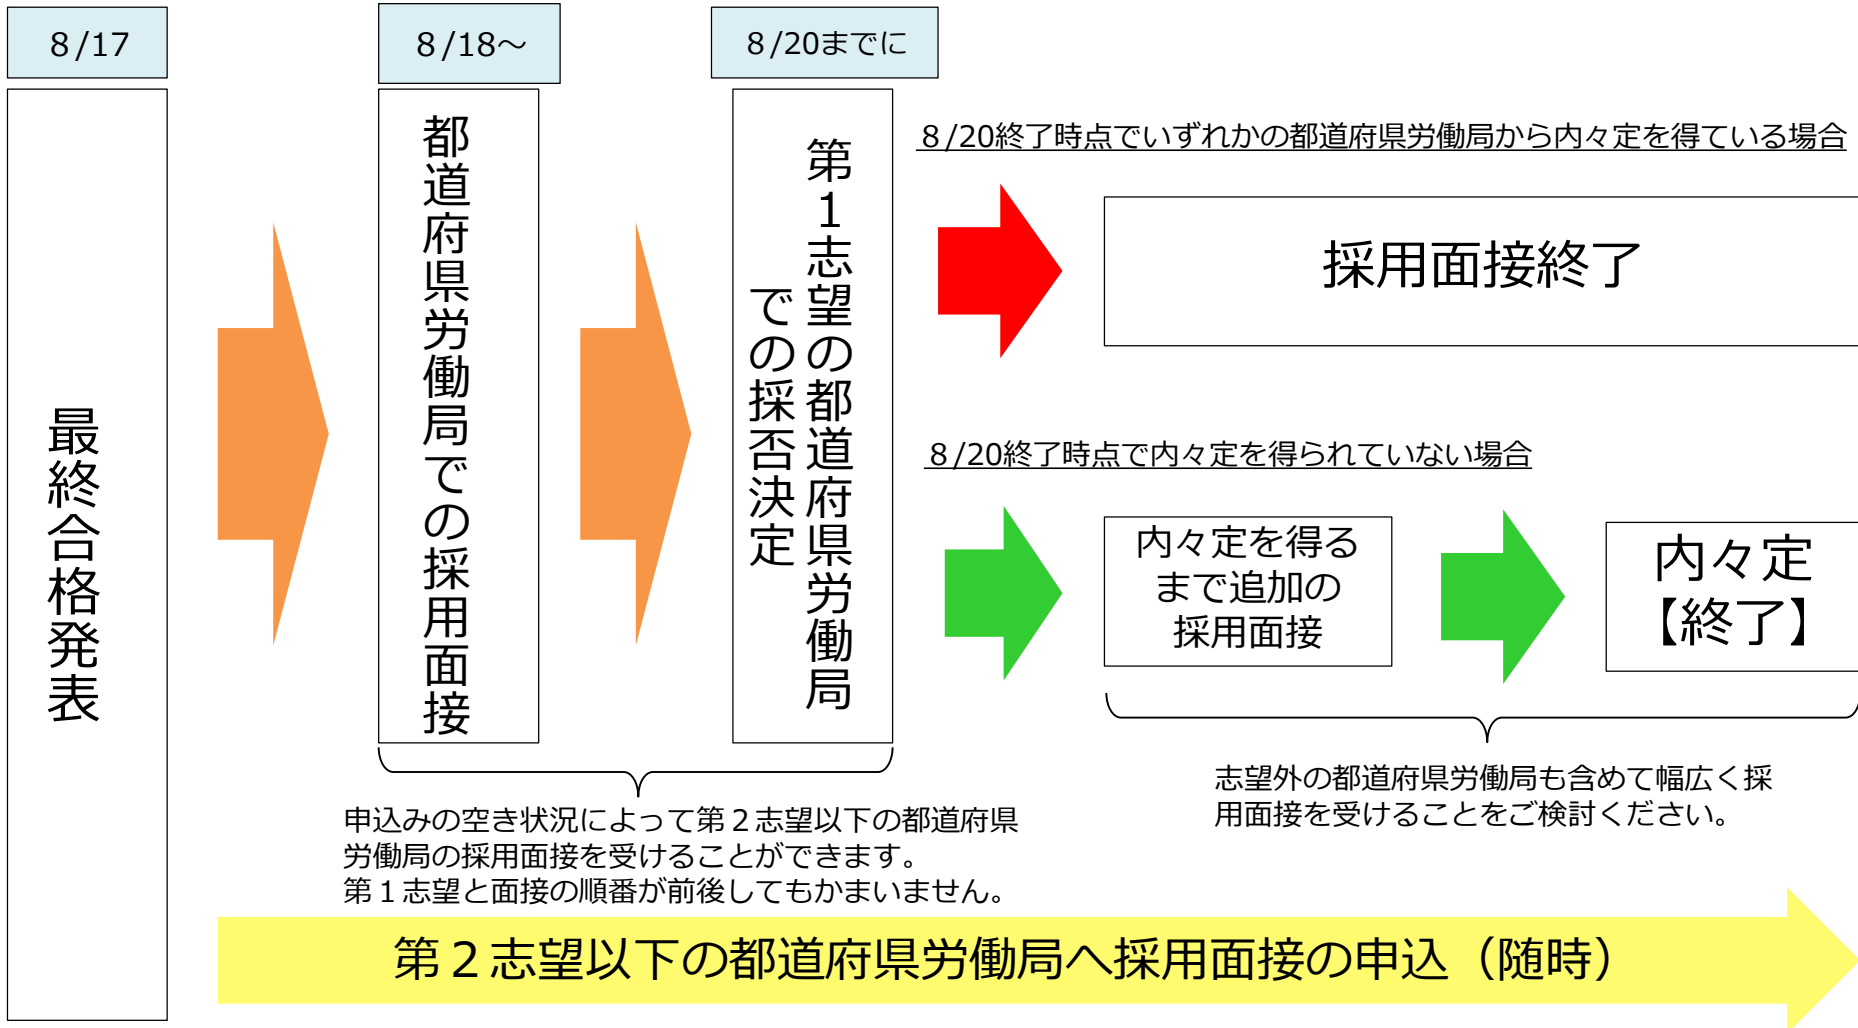 ８/17
８/18～
８/20までに
最終合格発表
都道府県労働局での採用面接
第１志望の都道府県労働局
での採否決定
８/20終了時点でいずれかの都道府県労働局から内々定を得ている場合
採用面接終了
８/20終了時点で内々定を得られていない場合
内々定を得る
まで追加の
採用面接
内々定
【終了】
志望外の都道府県労働局も含めて幅広く採
用面接を受けることをご検討ください。
申込みの空き状況によって第２志望以下の都道府県
労働局の採用面接を受けることができます。
第１志望と面接の順番が前後してもかまいません。
第２志望以下の都道府県労働局へ採用面接の申込（随時）